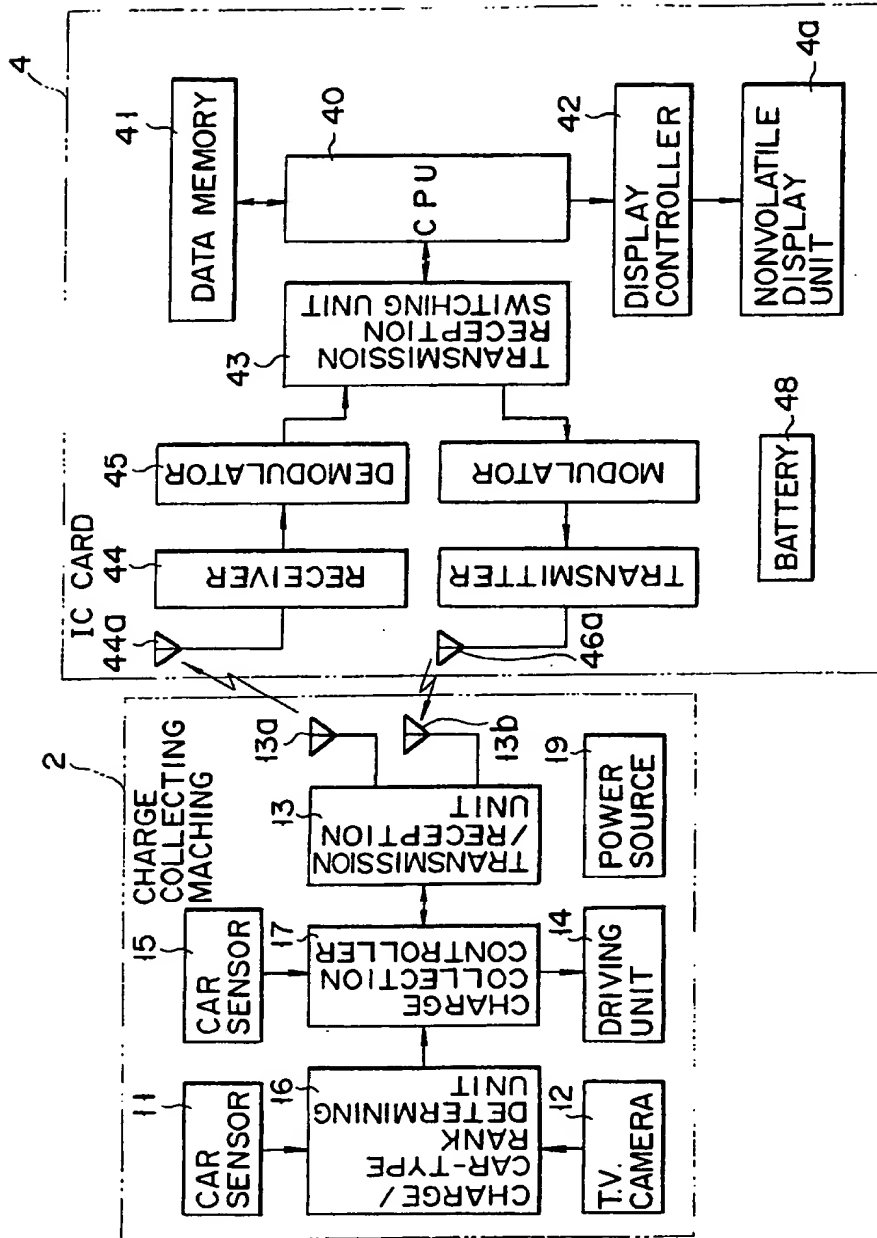 2
CHARGE
COLLECTING
MACHING
11
CAR
SENSOR
15
CAR
SENSOR
16
CHARGE/
CAR-TYPE
RANK
DETERMINING
UNIT
17
CHARGE
COLLECTION
CONTROLLER
13
TRANSMISSION
/RECEPTION
UNIT
13a
13b
12
T.V.
CAMERA
14
DRIVING
UNIT
19
POWER
SOURCE
4
IC CARD
44a
44
RECEIVER
45
DEMODULATOR
46a
TRANSMITTER
MODULATOR
43
TRANSMISSION
RECEPTION
SWITCHING UNIT
41
DATA MEMORY
40
CPU
42
DISPLAY
CONTROLLER
4a
NONVOLATILE
DISPLAY
UNIT
48
BATTERY